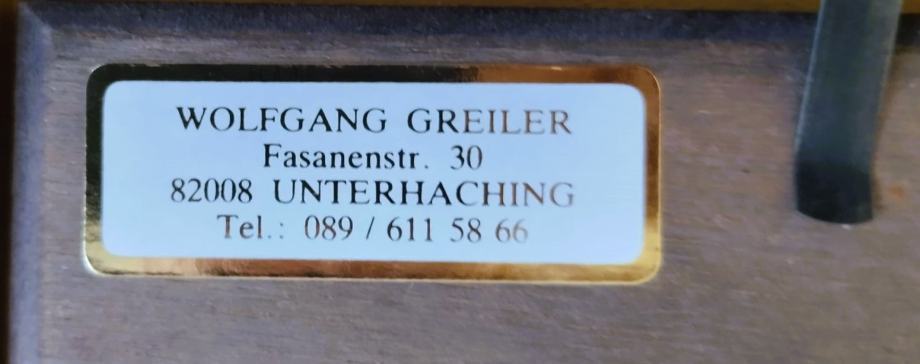 WOLFGANG GREILER
Fasanenstr. 30
82008 UNTERHACHING
Tel.: 089 / 611 58 66